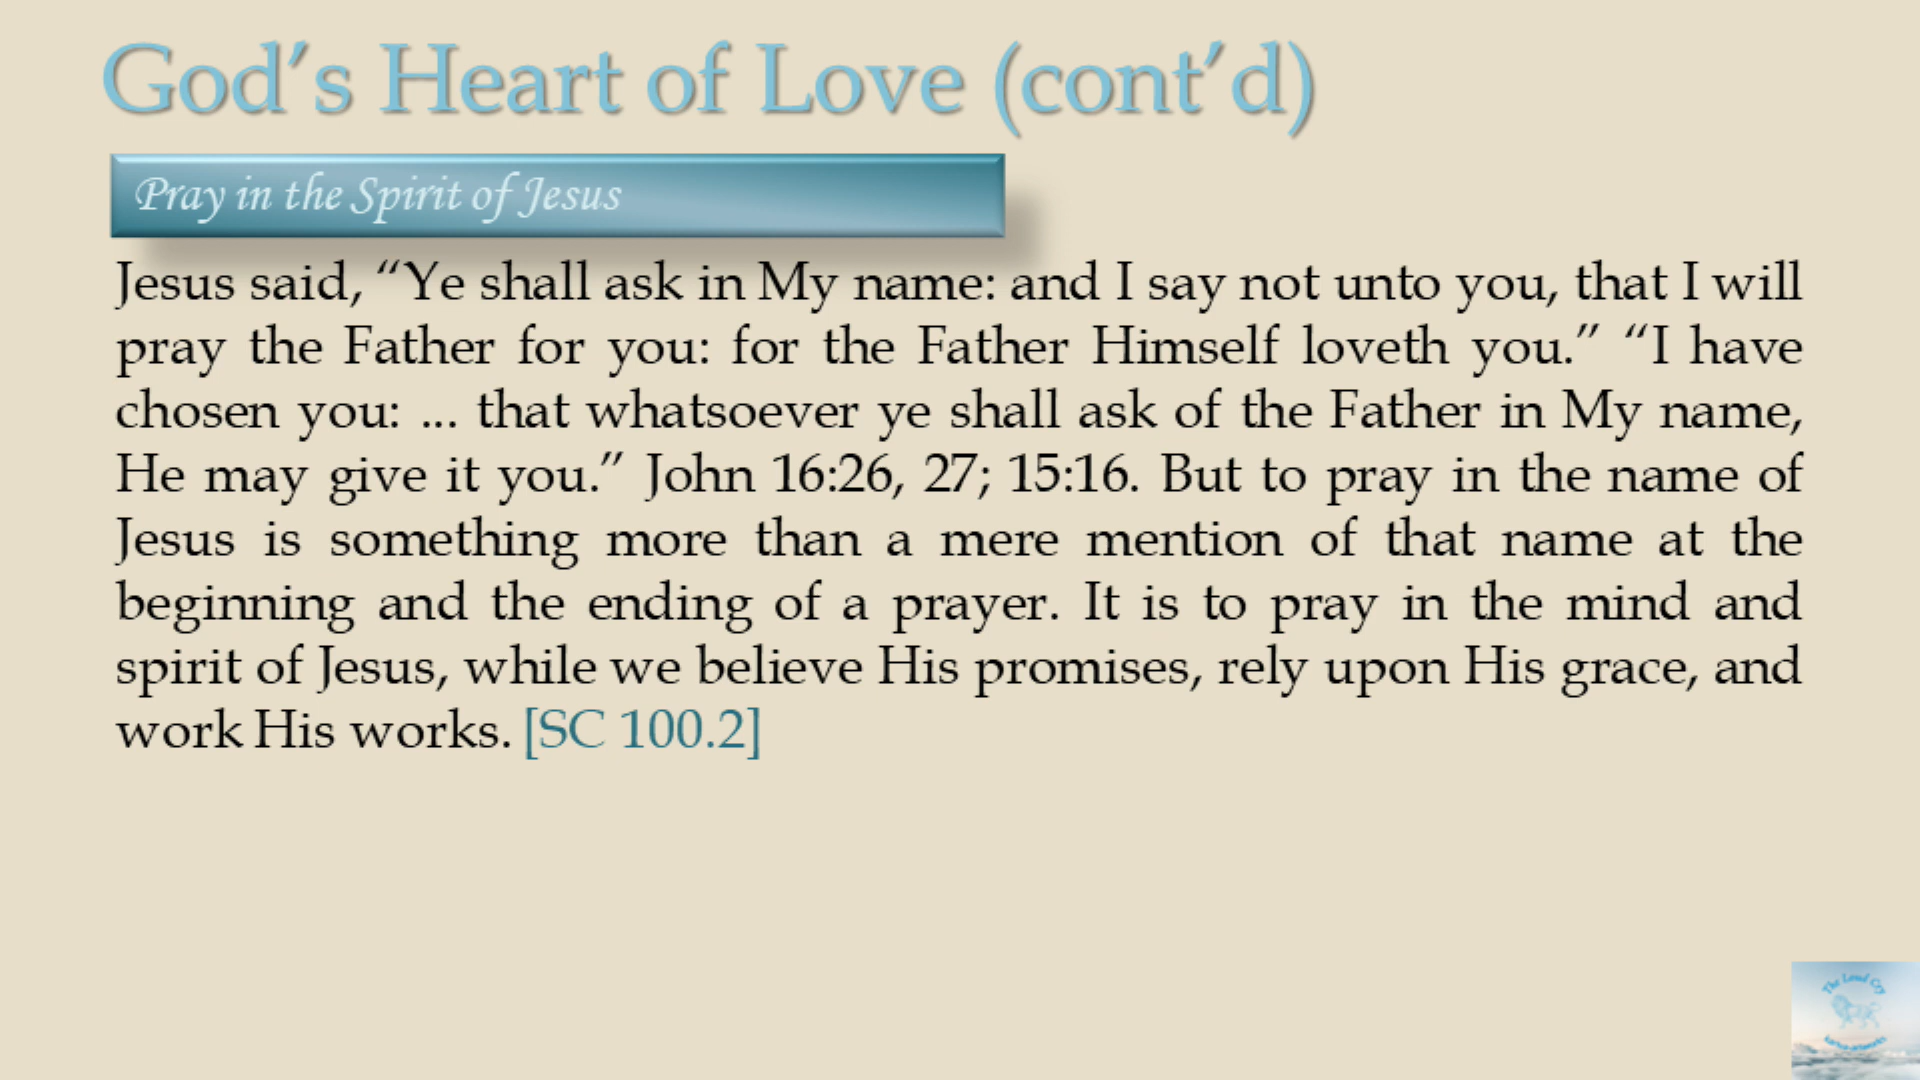 God’s Heart of Love (cont’d)
Pray in the Spirit of Jesus
Jesus said, “Ye shall ask in My name: and I say not unto you, that I will
pray the Father for you: for the Father Himself loveth you.” “I have
chosen you: ... that whatsoever ye shall ask of the Father in My name,
He may give it you.” John 16:26, 27; 15:16. But to pray in the name of
Jesus is something more than a mere mention of that name at the
beginning and the ending of a prayer. It is to pray in the mind and
spirit of Jesus, while we believe His promises, rely upon His grace, and
work His works. [SC 100.2]
The Loud Cry